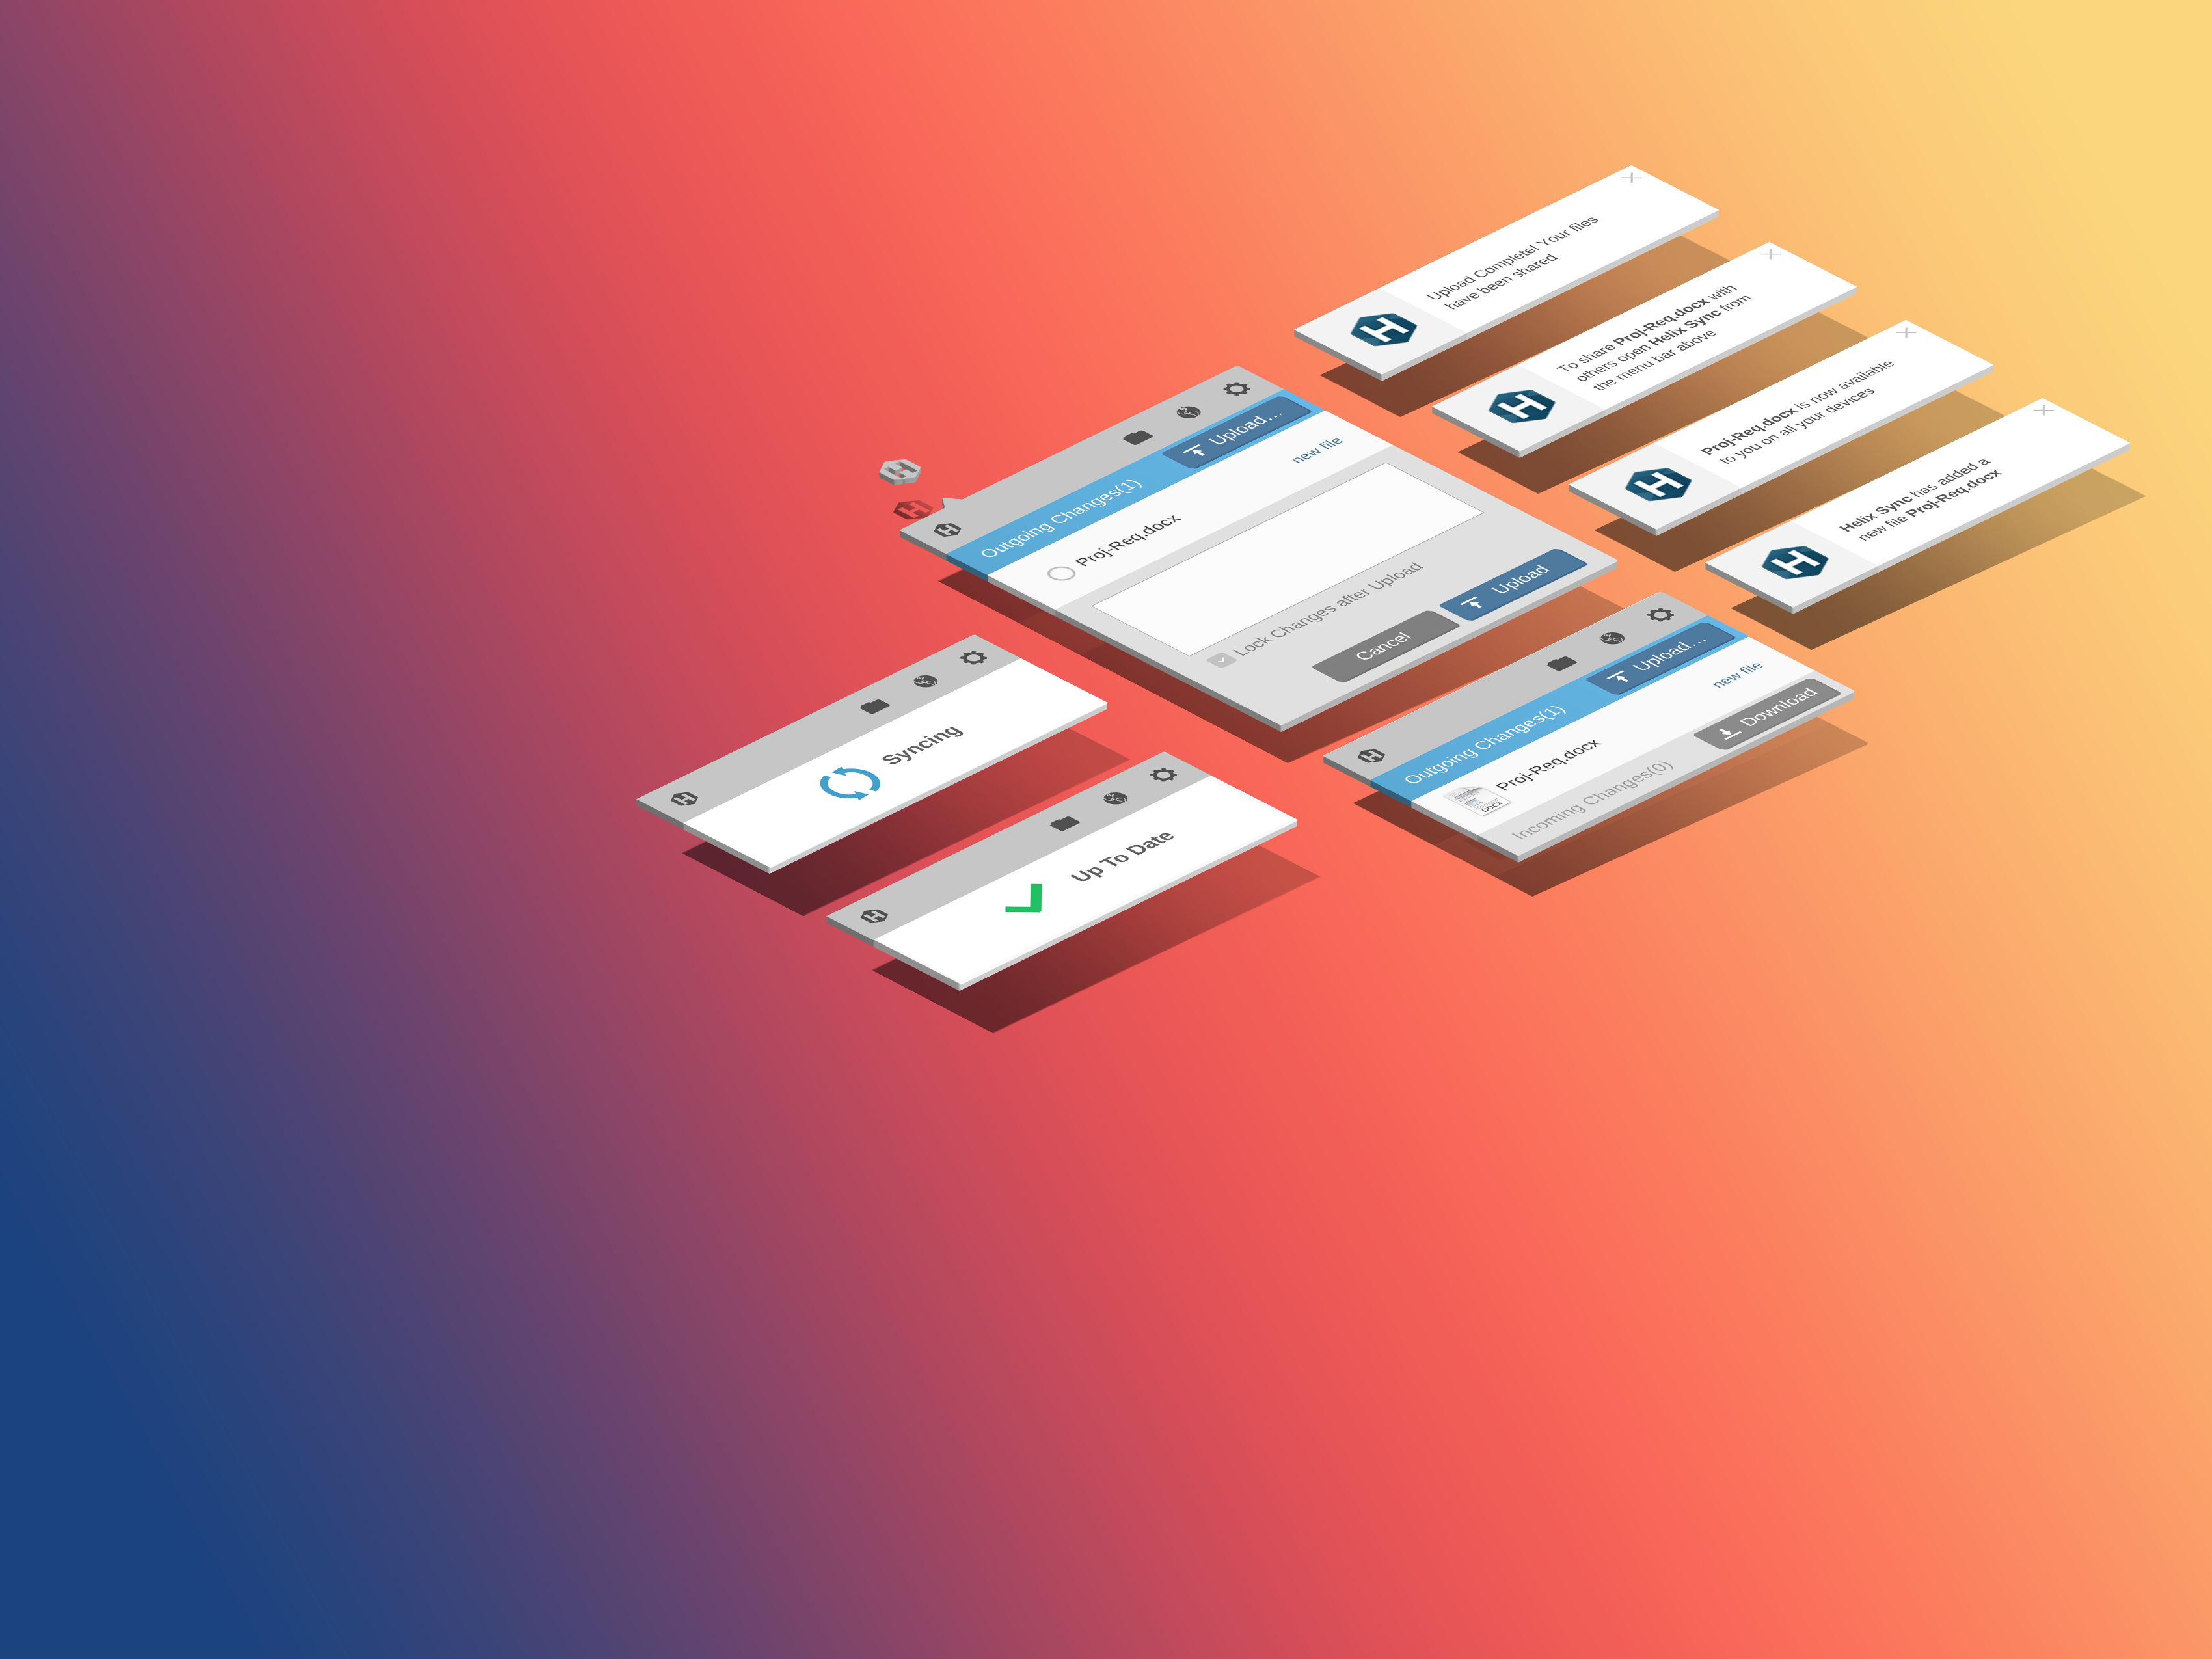 Upload Complete! Your files
have been shared
To share Proj-Req.docx with
others open Helix Sync from
the menu bar above
Proj-Req.docx is now available
to you on all your devices
Helix Sync has added a
new file Proj-Req.docx
Outgoing Changes(1)
Upload...
Proj-Req.docx
new file
Lock Changes after Upload
Cancel
Upload
Outgoing Changes(1)
Upload...
Proj-Req.docx
new file
DOCX
Incoming Changes(0)
Download
Syncing
Up To Date